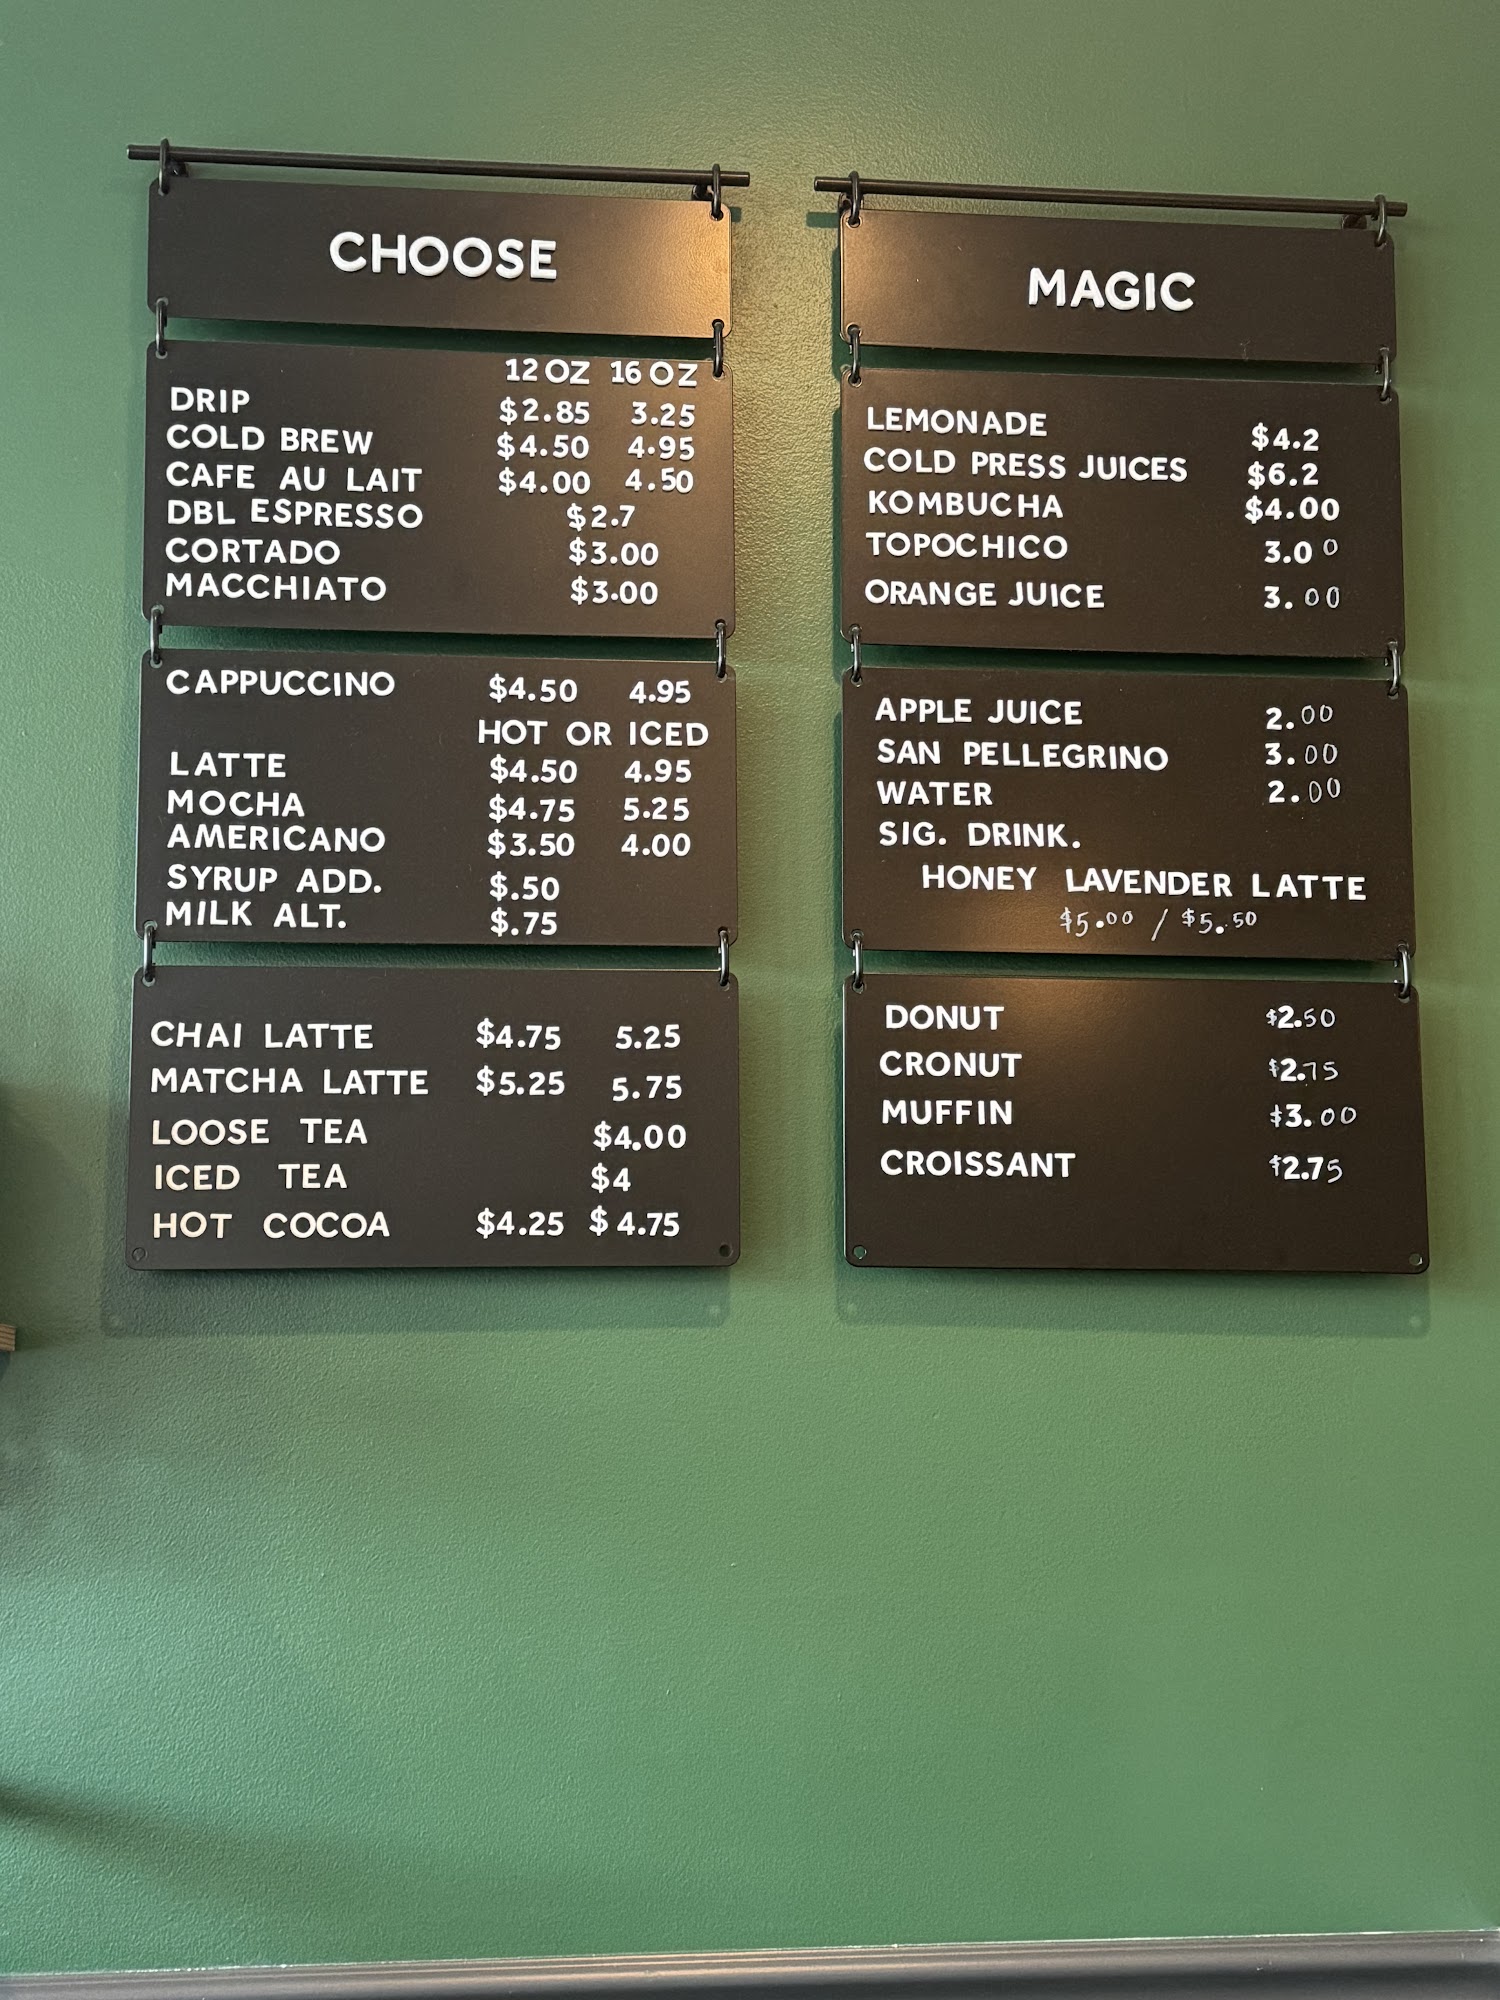 CHOOSE
12 OZ 16 OZ
DRIP $2.85 3.25
COLD BREW $4.50 4.95
CAFE AU LAIT $4.00 4.50
DBL ESPRESSO $2.7
CORTADO $3.00
MACCHIATO $3.00
CAPPUCCINO $4.50 4.95
HOT OR ICED
LATTE $4.50 4.95
MOCHA $4.75 5.25
AMERICANO $3.50 4.00
SYRUP ADD. $.50
MILK ALT. $.75
CHAI LATTE $4.75 5.25
MATCHA LATTE $5.25 5.75
LOOSE TEA $4.00
ICED TEA $4
HOT COCOA $4.25 $4.75
MAGIC
LEMONADE $4.2
COLD PRESS JUICES $6.2
KOMBUCHA $4.00
TOPOCHICO 3.00
ORANGE JUICE 3.00
APPLE JUICE 2.00
SAN PELLEGRINO 3.00
WATER 2.00
SIG. DRINK.
HONEY LAVENDER LATTE
$5.00 / $5.50
DONUT $2.50
CRONUT $2.75
MUFFIN $3.00
CROISSANT $2.75